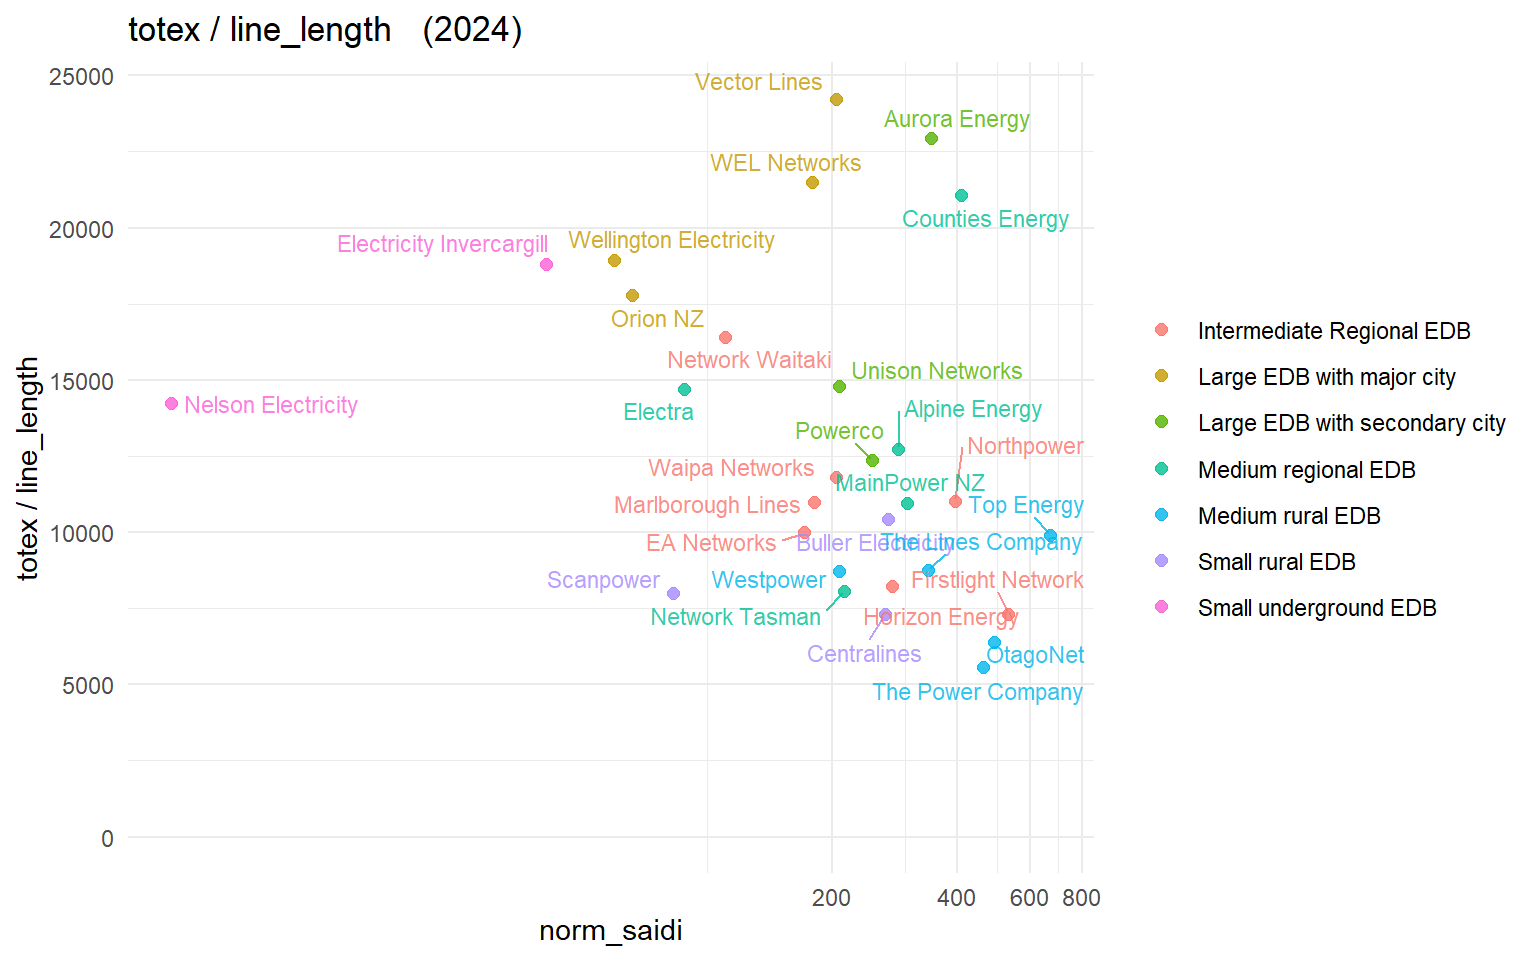 totex / line_length   (2024)
25000
Vector Lines
Aurora Energy
WEL Networks
Counties Energy
20000
Electricity Invercargill
Wellington Electricity
Orion NZ
Network Waitaki
15000
Unison Networks
Nelson Electricity
Electra
Alpine Energy
Powerco
Northpower
Waipa Networks
MainPower NZ
Marlborough Lines
Top Energy
10000
EA Networks
Buller Electricity
The Lines Company
Scanpower
Westpower
Firstlight Network
Network Tasman
Horizon Energy
Centralines
OtagoNet
5000
The Power Company
0
totex / line_length
200
400
600
800
norm_saidi
Intermediate Regional EDB
Large EDB with major city
Large EDB with secondary city
Medium regional EDB
Medium rural EDB
Small rural EDB
Small underground EDB